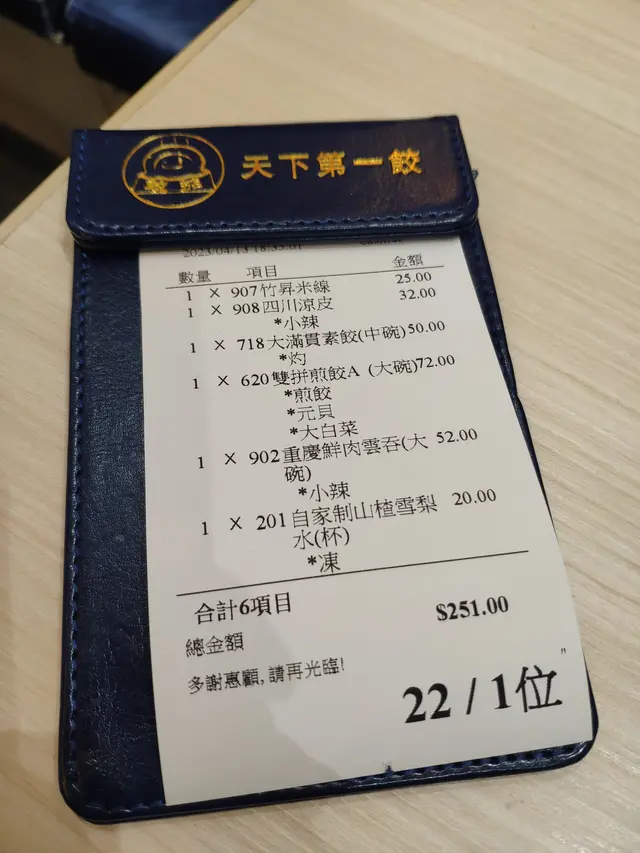 天下第一餃
2023/04/13 18:35:01
數量 項目 金額
1 × 907竹昇米線 25.00
1 × 908四川涼皮 32.00
*小辣
1 × 718大滿貫素餃(中碗)50.00
*灼
1 × 620雙拼煎餃A (大碗)72.00
*煎餃
*元貝
*大白菜
1 × 902重慶鮮肉雲吞(大 52.00
碗)
*小辣
1 × 201自家制山楂雪梨 20.00
水(杯)
*凍
合計6項目 $251.00
總金額
多謝惠顧, 請再光臨!
22 / 1位